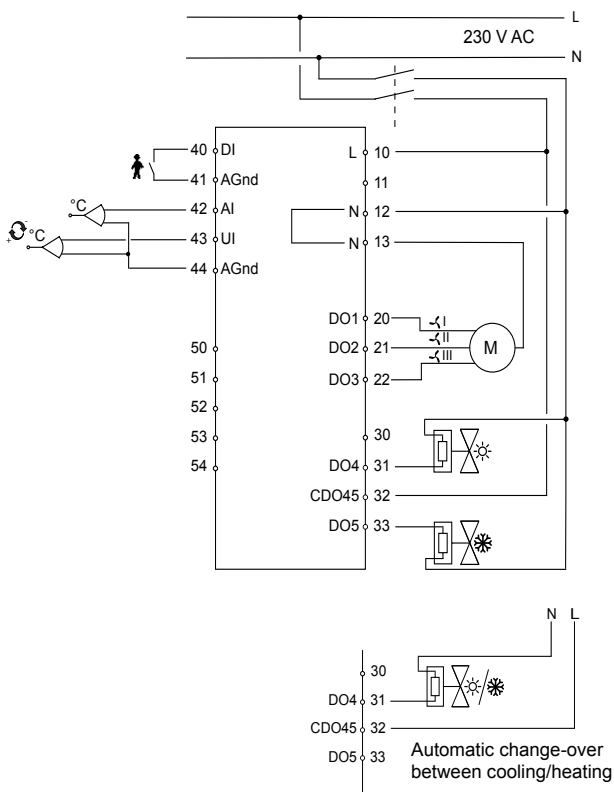 L
230 V AC
N
40 DI
L 10
41 AGnd
11
°C
42 AI
N 12
+ - °C
43 UI
N 13
44 AGnd
DO1 20
I
50
DO2 21
II
M
III
51
DO3 22
52
53
30
54
DO4 31
CDO45 32
DO5 33
N L
30
DO4 31
CDO45 32
DO5 33
Automatic change-over
between cooling/heating